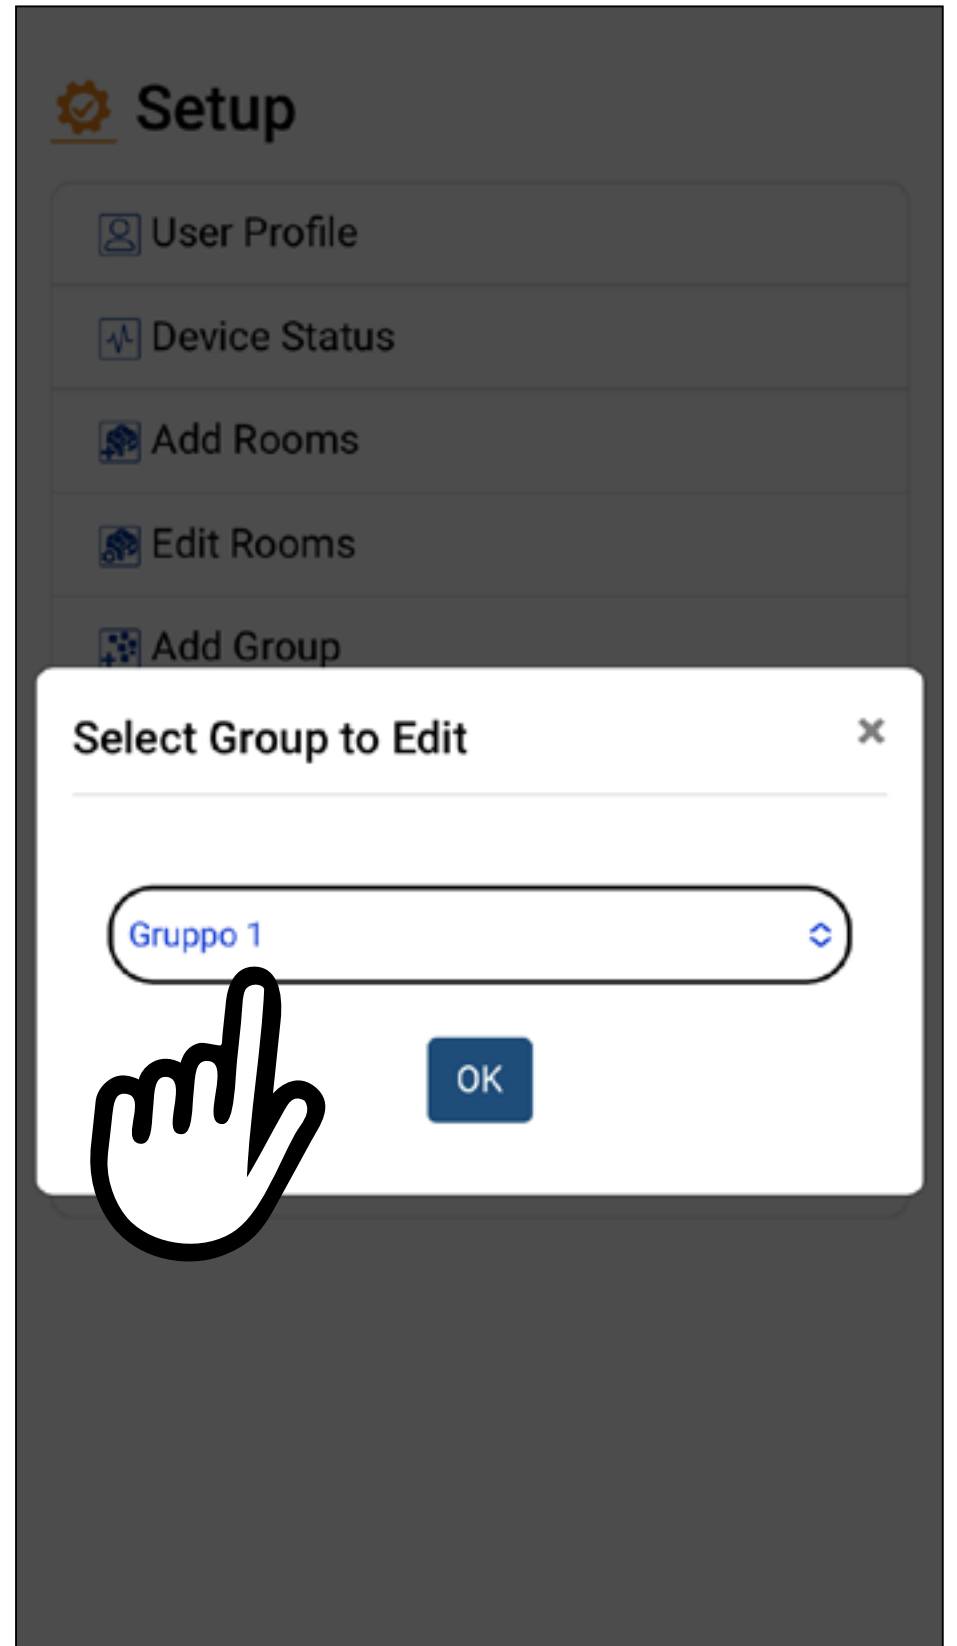 Setup
User Profile
Device Status
Add Rooms
Edit Rooms
Add Group
Select Group to Edit
×
Gruppo 1
OK